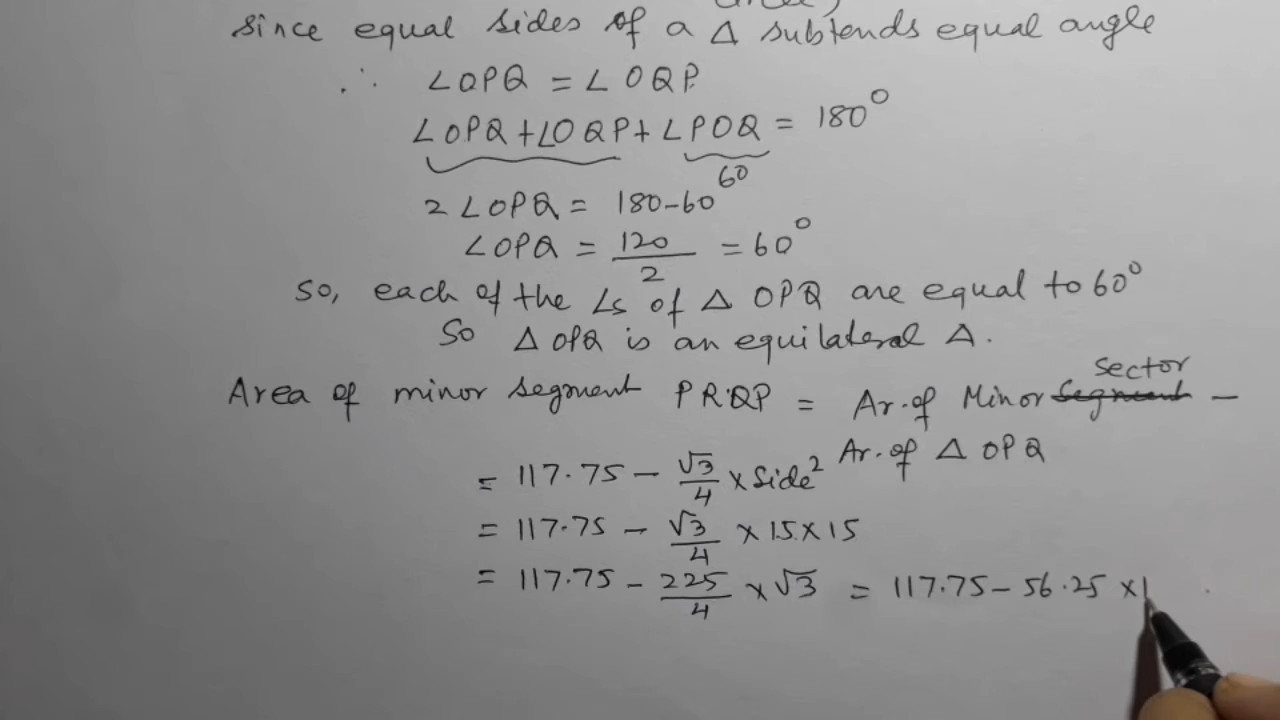 Since equal sides of a Δ subtends equal angle
∴ ∠OPQ = ∠OQP.
∠OPQ + ∠OQP + ∠POQ = 180°
60
2∠OPQ = 180-60
∠OPQ = 120/2 = 60°
So, each of the ∠s of Δ OPQ are equal to 60°
So Δ OPQ is an equilateral Δ.
Area of minor segment PRQP = Ar. of Minor Segment sector –
Ar. of Δ OPQ
= 117.75 – √3/4 × Side²
= 117.75 – √3/4 × 15 × 15
= 117.75 – 225/4 × √3 = 117.75 – 56.25 × 1